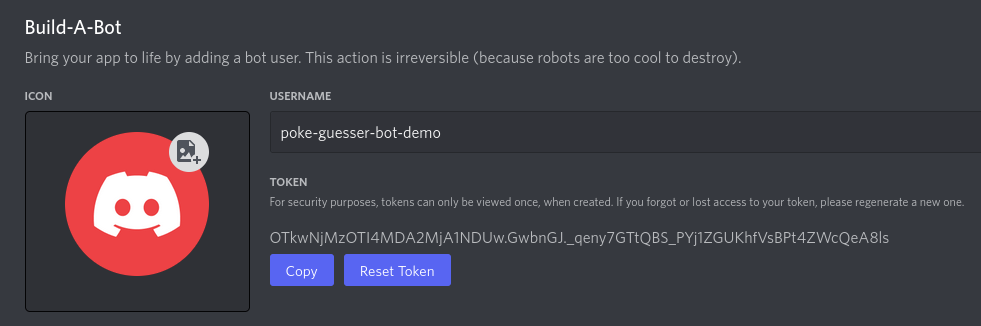 Build-A-Bot
Bring your app to life by adding a bot user. This action is irreversible (because robots are too cool to destroy).
ICON
USERNAME
poke-guesser-bot-demo
TOKEN
For security purposes, tokens can only be viewed once, when created. If you forgot or lost access to your token, please regenerate a new one.
OTkwNjMzOTI4MDA2MjA1NDUw.GwbnGJ._qeny7GTtQBS_PYj1ZGUKhfVsBPt4ZWcQeA8ls
Copy
Reset Token